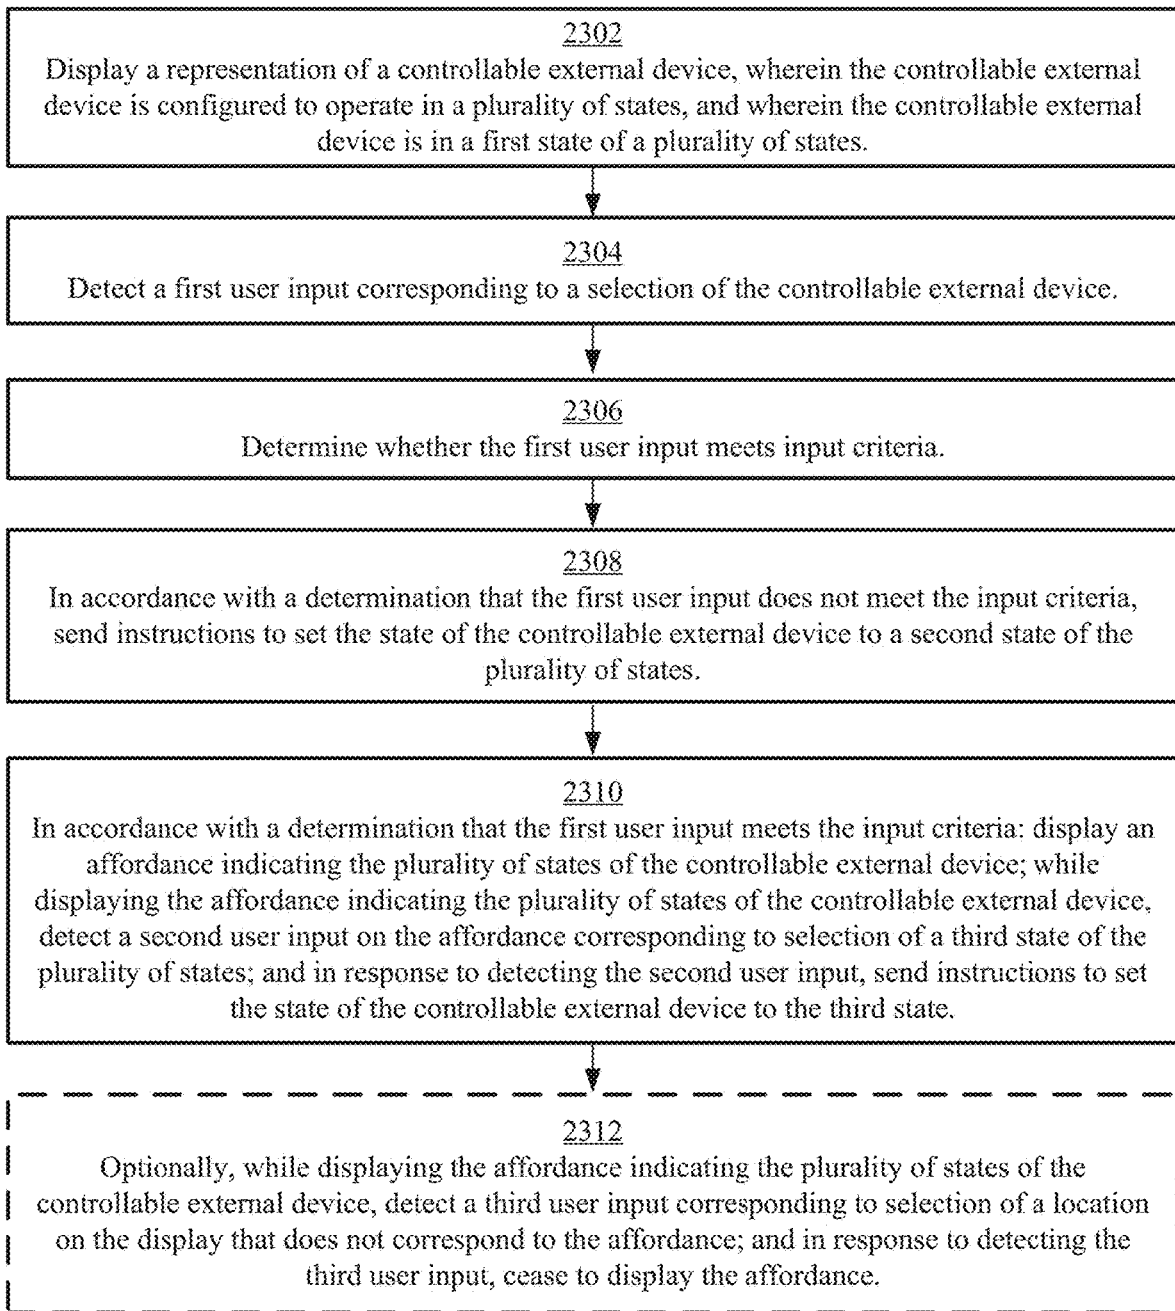 2302
Display a representation of a controllable external device, wherein the controllable external
device is configured to operate in a plurality of states, and wherein the controllable external
device is in a first state of a plurality of states.
2304
Detect a first user input corresponding to a selection of the controllable external device.
2306
Determine whether the first user input meets input criteria.
2308
In accordance with a determination that the first user input does not meet the input criteria,
send instructions to set the state of the controllable external device to a second state of the
plurality of states.
2310
In accordance with a determination that the first user input meets the input criteria: display an
affordance indicating the plurality of states of the controllable external device; while
displaying the affordance indicating the plurality of states of the controllable external device,
detect a second user input on the affordance corresponding to selection of a third state of the
plurality of states; and in response to detecting the second user input, send instructions to set
the state of the controllable external device to the third state.
2312
Optionally, while displaying the affordance indicating the plurality of states of the
controllable external device, detect a third user input corresponding to selection of a location
on the display that does not correspond to the affordance; and in response to detecting the
third user input, cease to display the affordance.